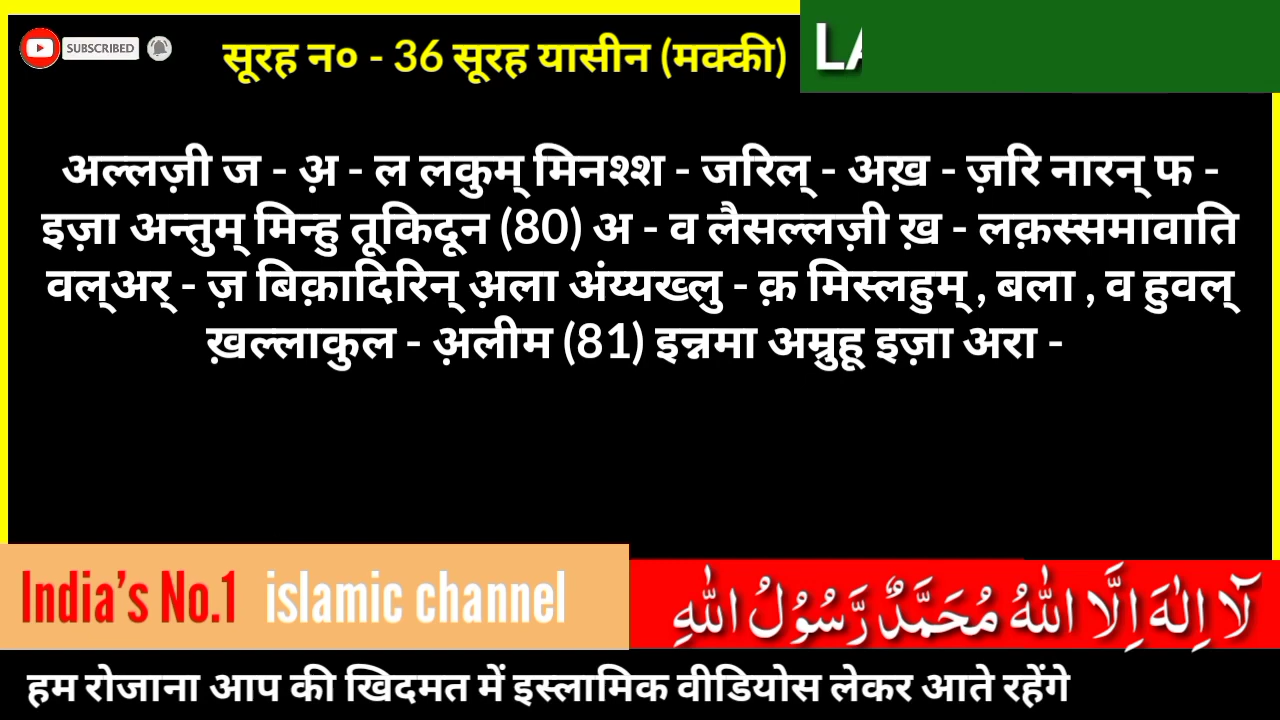 SUBSCRIBED
सूरह न० - 36 सूरह यासीन (मक्की)
अल्लज़ी ज - अ़ - ल लकुम् मिनश्श - जरिल् - अख़ - ज़रि नारन् फ -
इज़ा अन्तुम् मिन्हु तूकिदून (80) अ - व लैसल्लज़ी ख़ - लक़स्समावाति
वल्अर् - ज़ बिक़ादिरिन् अ़ला अंय्यख्लु - क़ मिस्लहुम् , बला , व हुवल्
ख़ल्लाकुल - अ़लीम (81) इन्नमा अम्रुहू इज़ा अरा -
India's No.1 islamic channel
لَآ اِلٰهَ اِلَّا اللّٰهُ مُحَمَّدٌ رَّسُوْلُ اللّٰهِ
हम रोजाना आप की खिदमत में इस्लामिक वीडियोस लेकर आते रहेंगे